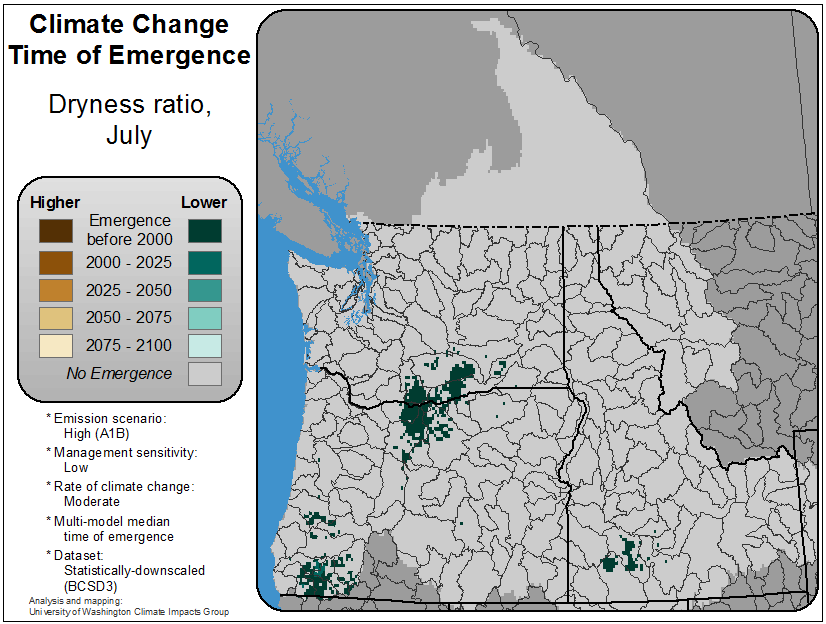 Climate Change
Time of Emergence
Dryness ratio,
July
Higher
Lower
Emergence
before 2000
2000 - 2025
2025 - 2050
2050 - 2075
2075 - 2100
No Emergence
* Emission scenario:
High (A1B)
* Management sensitivity:
Low
* Rate of climate change:
Moderate
* Multi-model median
time of emergence
* Dataset:
Statistically-downscaled
(BCSD3)
Analysis and mapping:
University of Washington Climate Impacts Group